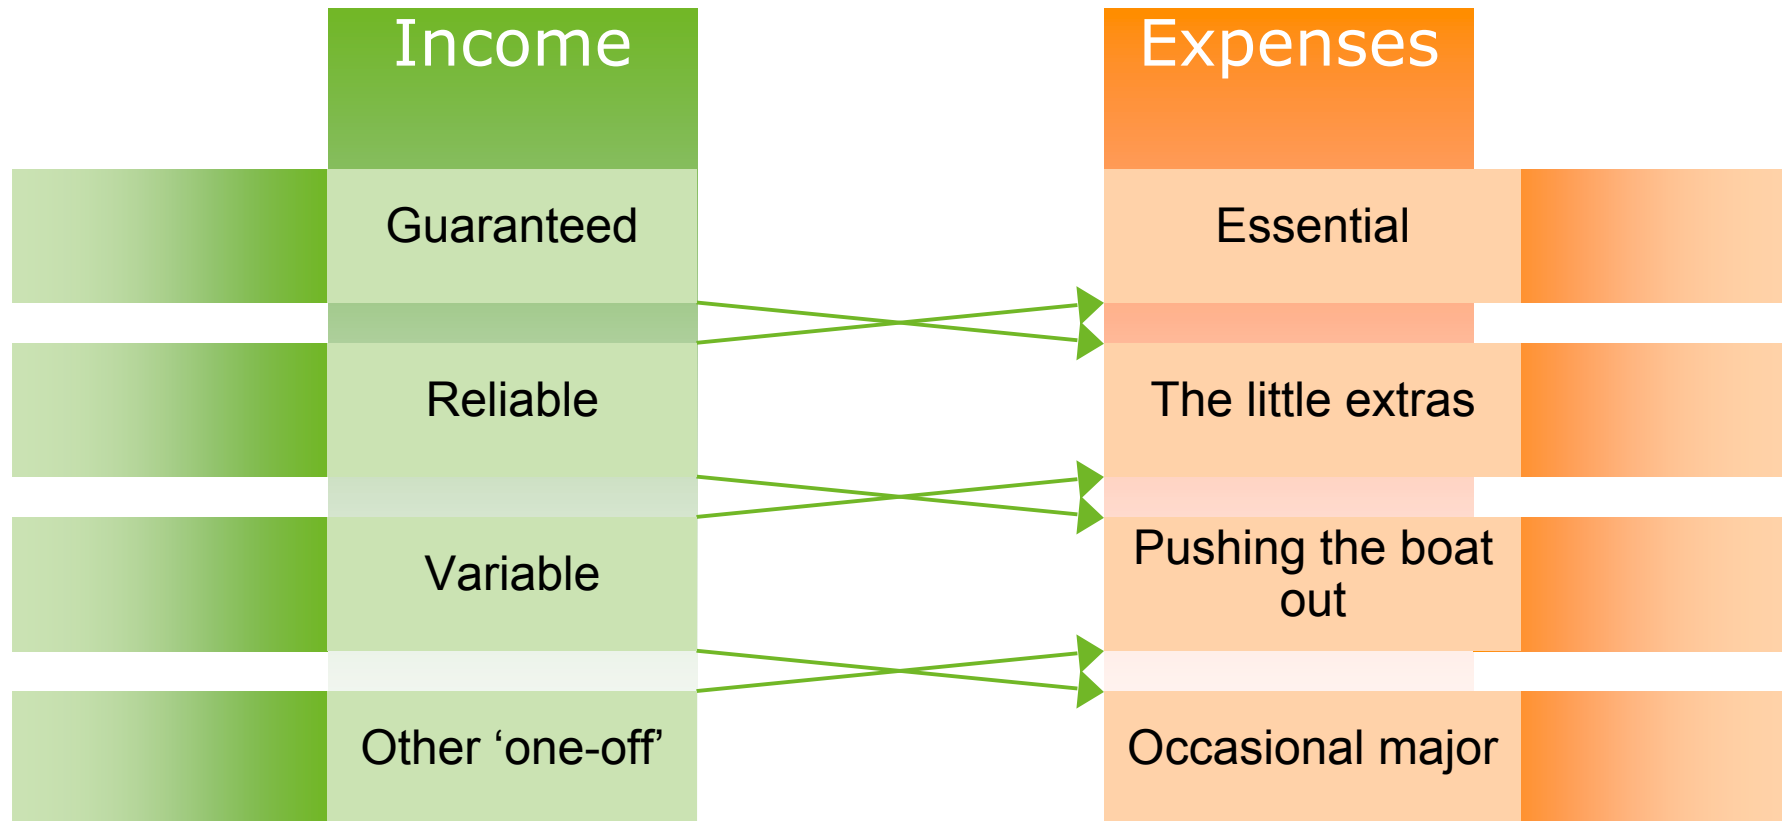 Income
Expenses
Guaranteed
Essential
Reliable
The little extras
Variable
Pushing the boat
out
Other ‘one-off’
Occasional major